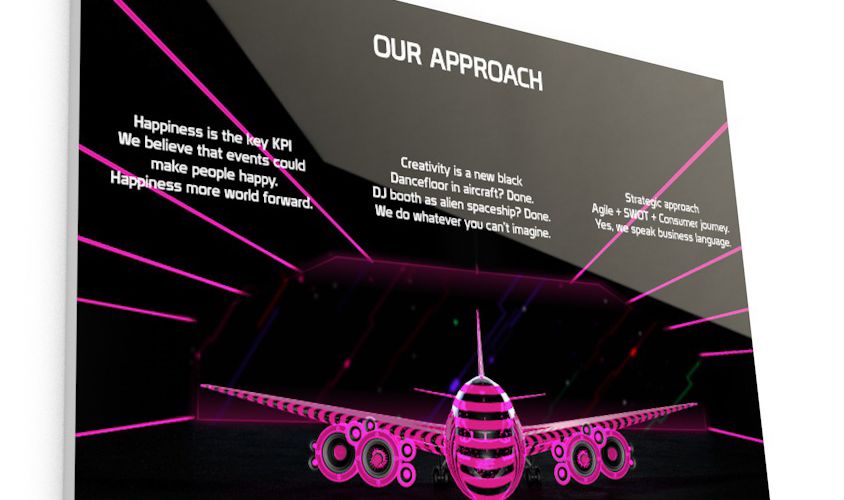 OUR APPROACH
Happiness is the key KPI
We believe that events could
make people happy.
Happiness more world forward.
Creativity is a new black
Dancefloor in aircraft? Done.
DJ booth as alien spaceship? Done.
We do whatever you can't imagine.
Strategic approach
Agile + SWOT + Consumer journey.
Yes, we speak business language.